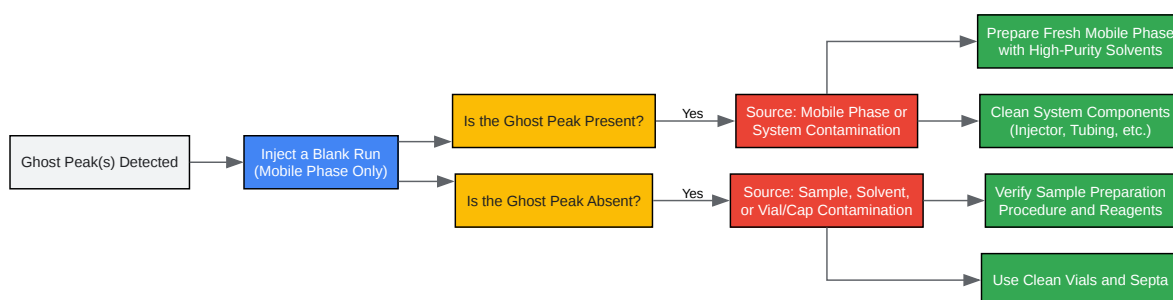 Ghost Peak(s) Detected
Inject a Blank Run
(Mobile Phase Only)
Is the Ghost Peak Present?
Yes
Source: Mobile Phase or
System Contamination
Prepare Fresh Mobile Phase
with High-Purity Solvents
Clean System Components
(Injector, Tubing, etc.)
Is the Ghost Peak Absent?
Yes
Source: Sample, Solvent,
or Vial/Cap Contamination
Verify Sample Preparation
Procedure and Reagents
Use Clean Vials and Septa